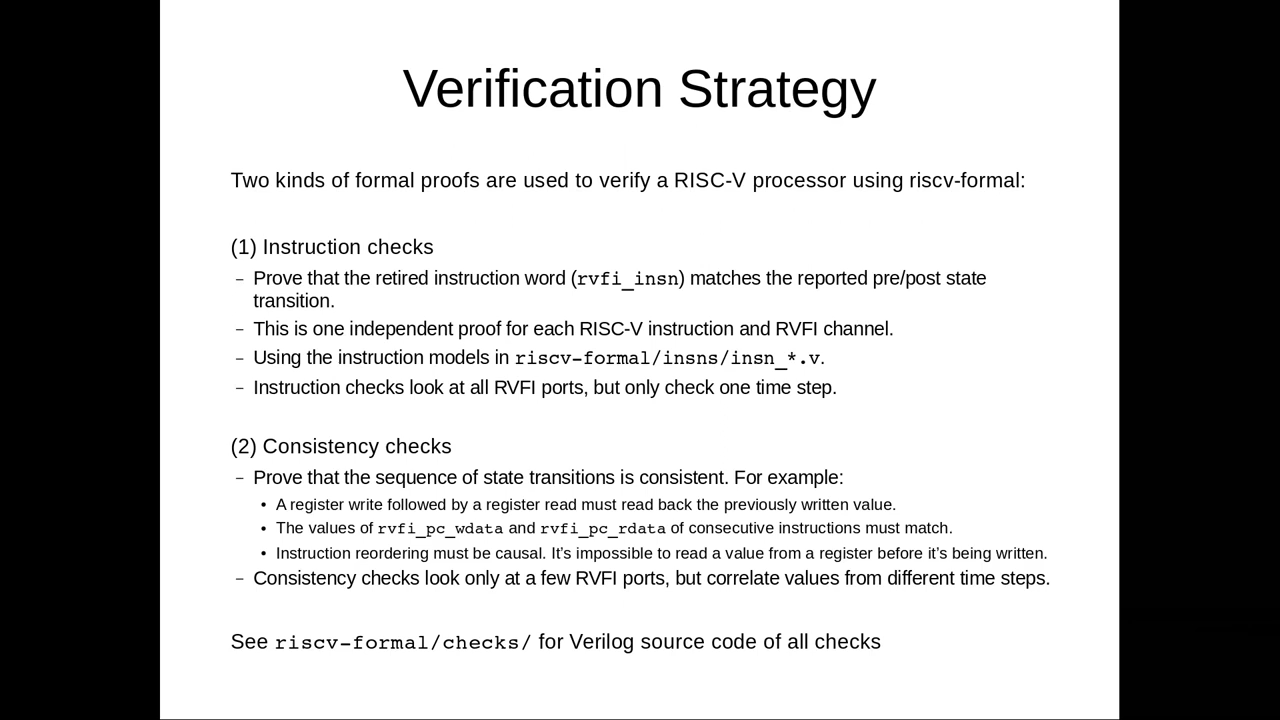 Verification Strategy
Two kinds of formal proofs are used to verify a RISC-V processor using riscv-formal:
(1) Instruction checks
– Prove that the retired instruction word (rvfi_insn) matches the reported pre/post state
transition.
– This is one independent proof for each RISC-V instruction and RVFI channel.
– Using the instruction models in riscv-formal/insns/insn_*.v.
– Instruction checks look at all RVFI ports, but only check one time step.
(2) Consistency checks
– Prove that the sequence of state transitions is consistent. For example:
• A register write followed by a register read must read back the previously written value.
• The values of rvfi_pc_wdata and rvfi_pc_rdata of consecutive instructions must match.
• Instruction reordering must be causal. It’s impossible to read a value from a register before it’s being written.
– Consistency checks look only at a few RVFI ports, but correlate values from different time steps.
See riscv-formal/checks/ for Verilog source code of all checks